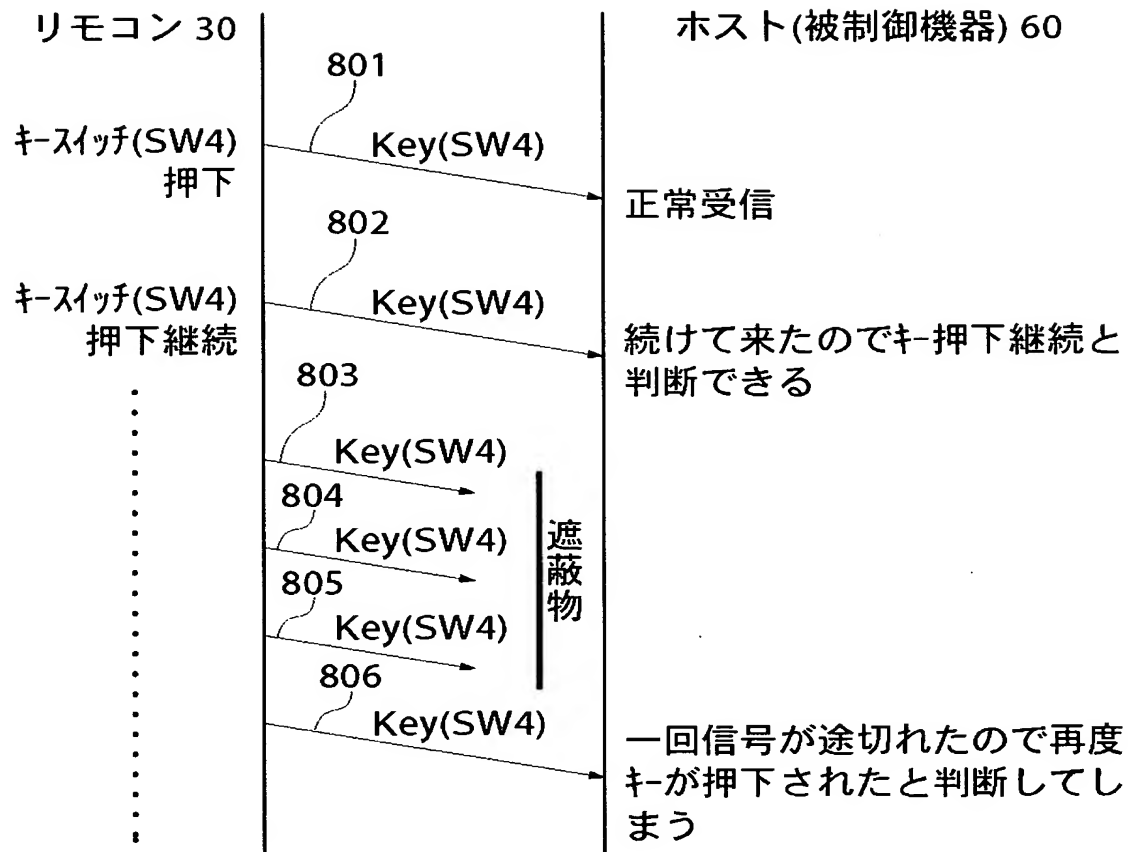 リモコン 30
ホスト(被制御機器) 60
801
ｷｰｽｲｯﾁ(SW4)
押下
Key(SW4)
正常受信
802
ｷｰｽｲｯﾁ(SW4)
押下継続
Key(SW4)
続けて来たのでｷｰ押下継続と
判断できる
803
Key(SW4)
804
Key(SW4)
遮蔽物
805
Key(SW4)
806
Key(SW4)
一回信号が途切れたので再度
ｷｰが押下されたと判断してし
まう